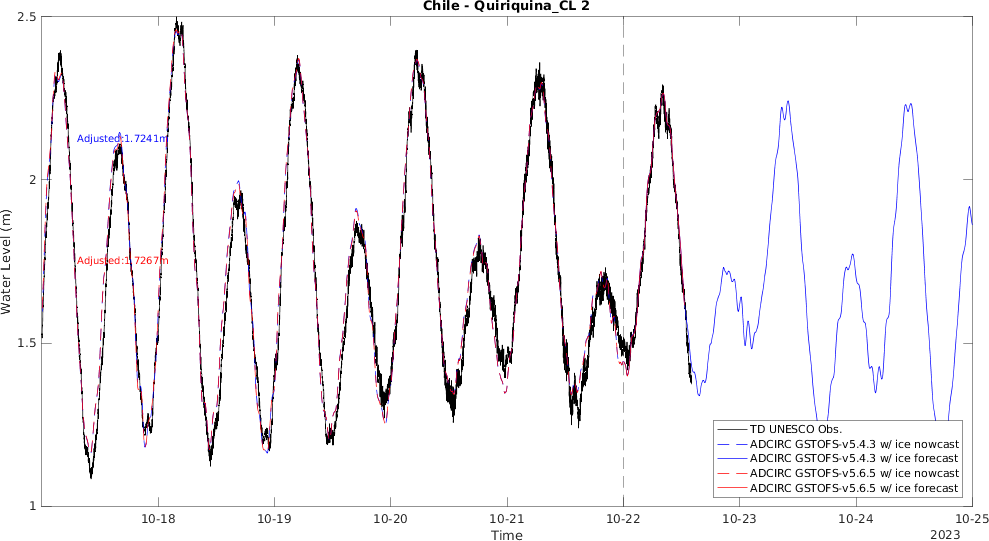 Chile - Quiriquina_CL 2
2.5
2
1.5
1
Water Level (m)
Adjusted:1.7241m
Adjusted:1.7267m
TD UNESCO Obs.
ADCIRC GSTOFS-v5.4.3 w/ ice nowcast
ADCIRC GSTOFS-v5.4.3 w/ ice forecast
ADCIRC GSTOFS-v5.6.5 w/ ice nowcast
ADCIRC GSTOFS-v5.6.5 w/ ice forecast
10-18 10-19 10-20 10-21 10-22 10-23 10-24 10-25
Time
2023